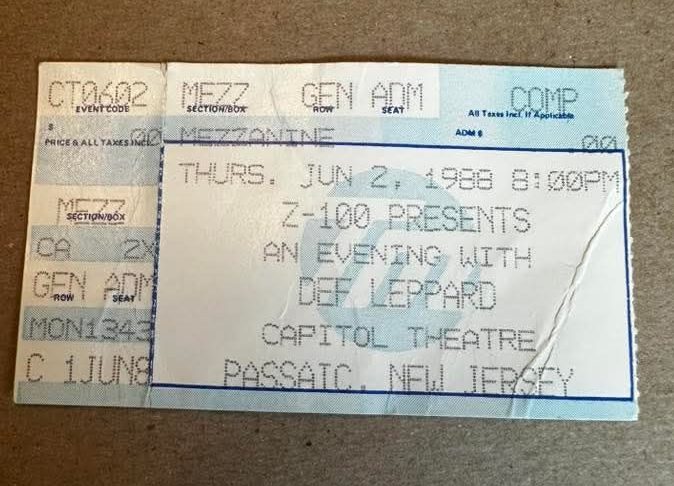 CT0602 MEZZ GEN ADM COMP
EVENT CODE SECTION/BOX ROW SEAT All Taxes Incl. If Applicable
$ .00 MEZZANINE ADM $ .00
PRICE & ALL TAXES INCL.
THURS. JUN 2, 1988 8:00PM
MEZZ
SECTION/BOX
Z-100 PRESENTS
CA 2X
AN EVENING WITH
GEN ADM
ROW SEAT
DEF LEPPARD
MON1343
CAPITOL THEATRE
C 1JUN8
PASSAIC, NEW JERSEY